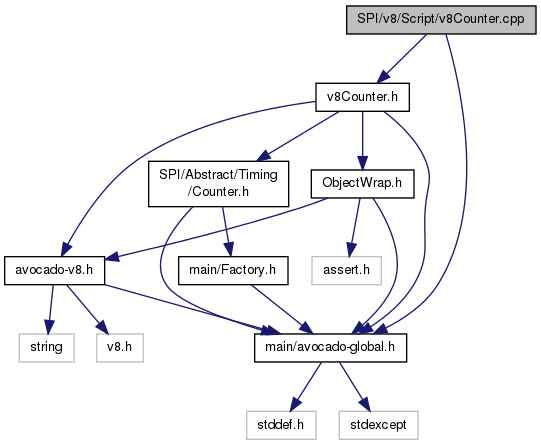 SPI/v8/Script/v8Counter.cpp
v8Counter.h
SPI/Abstract/Timing
/Counter.h
ObjectWrap.h
avocado-v8.h
main/Factory.h
assert.h
string
v8.h
main/avocado-global.h
stddef.h
stdexcept